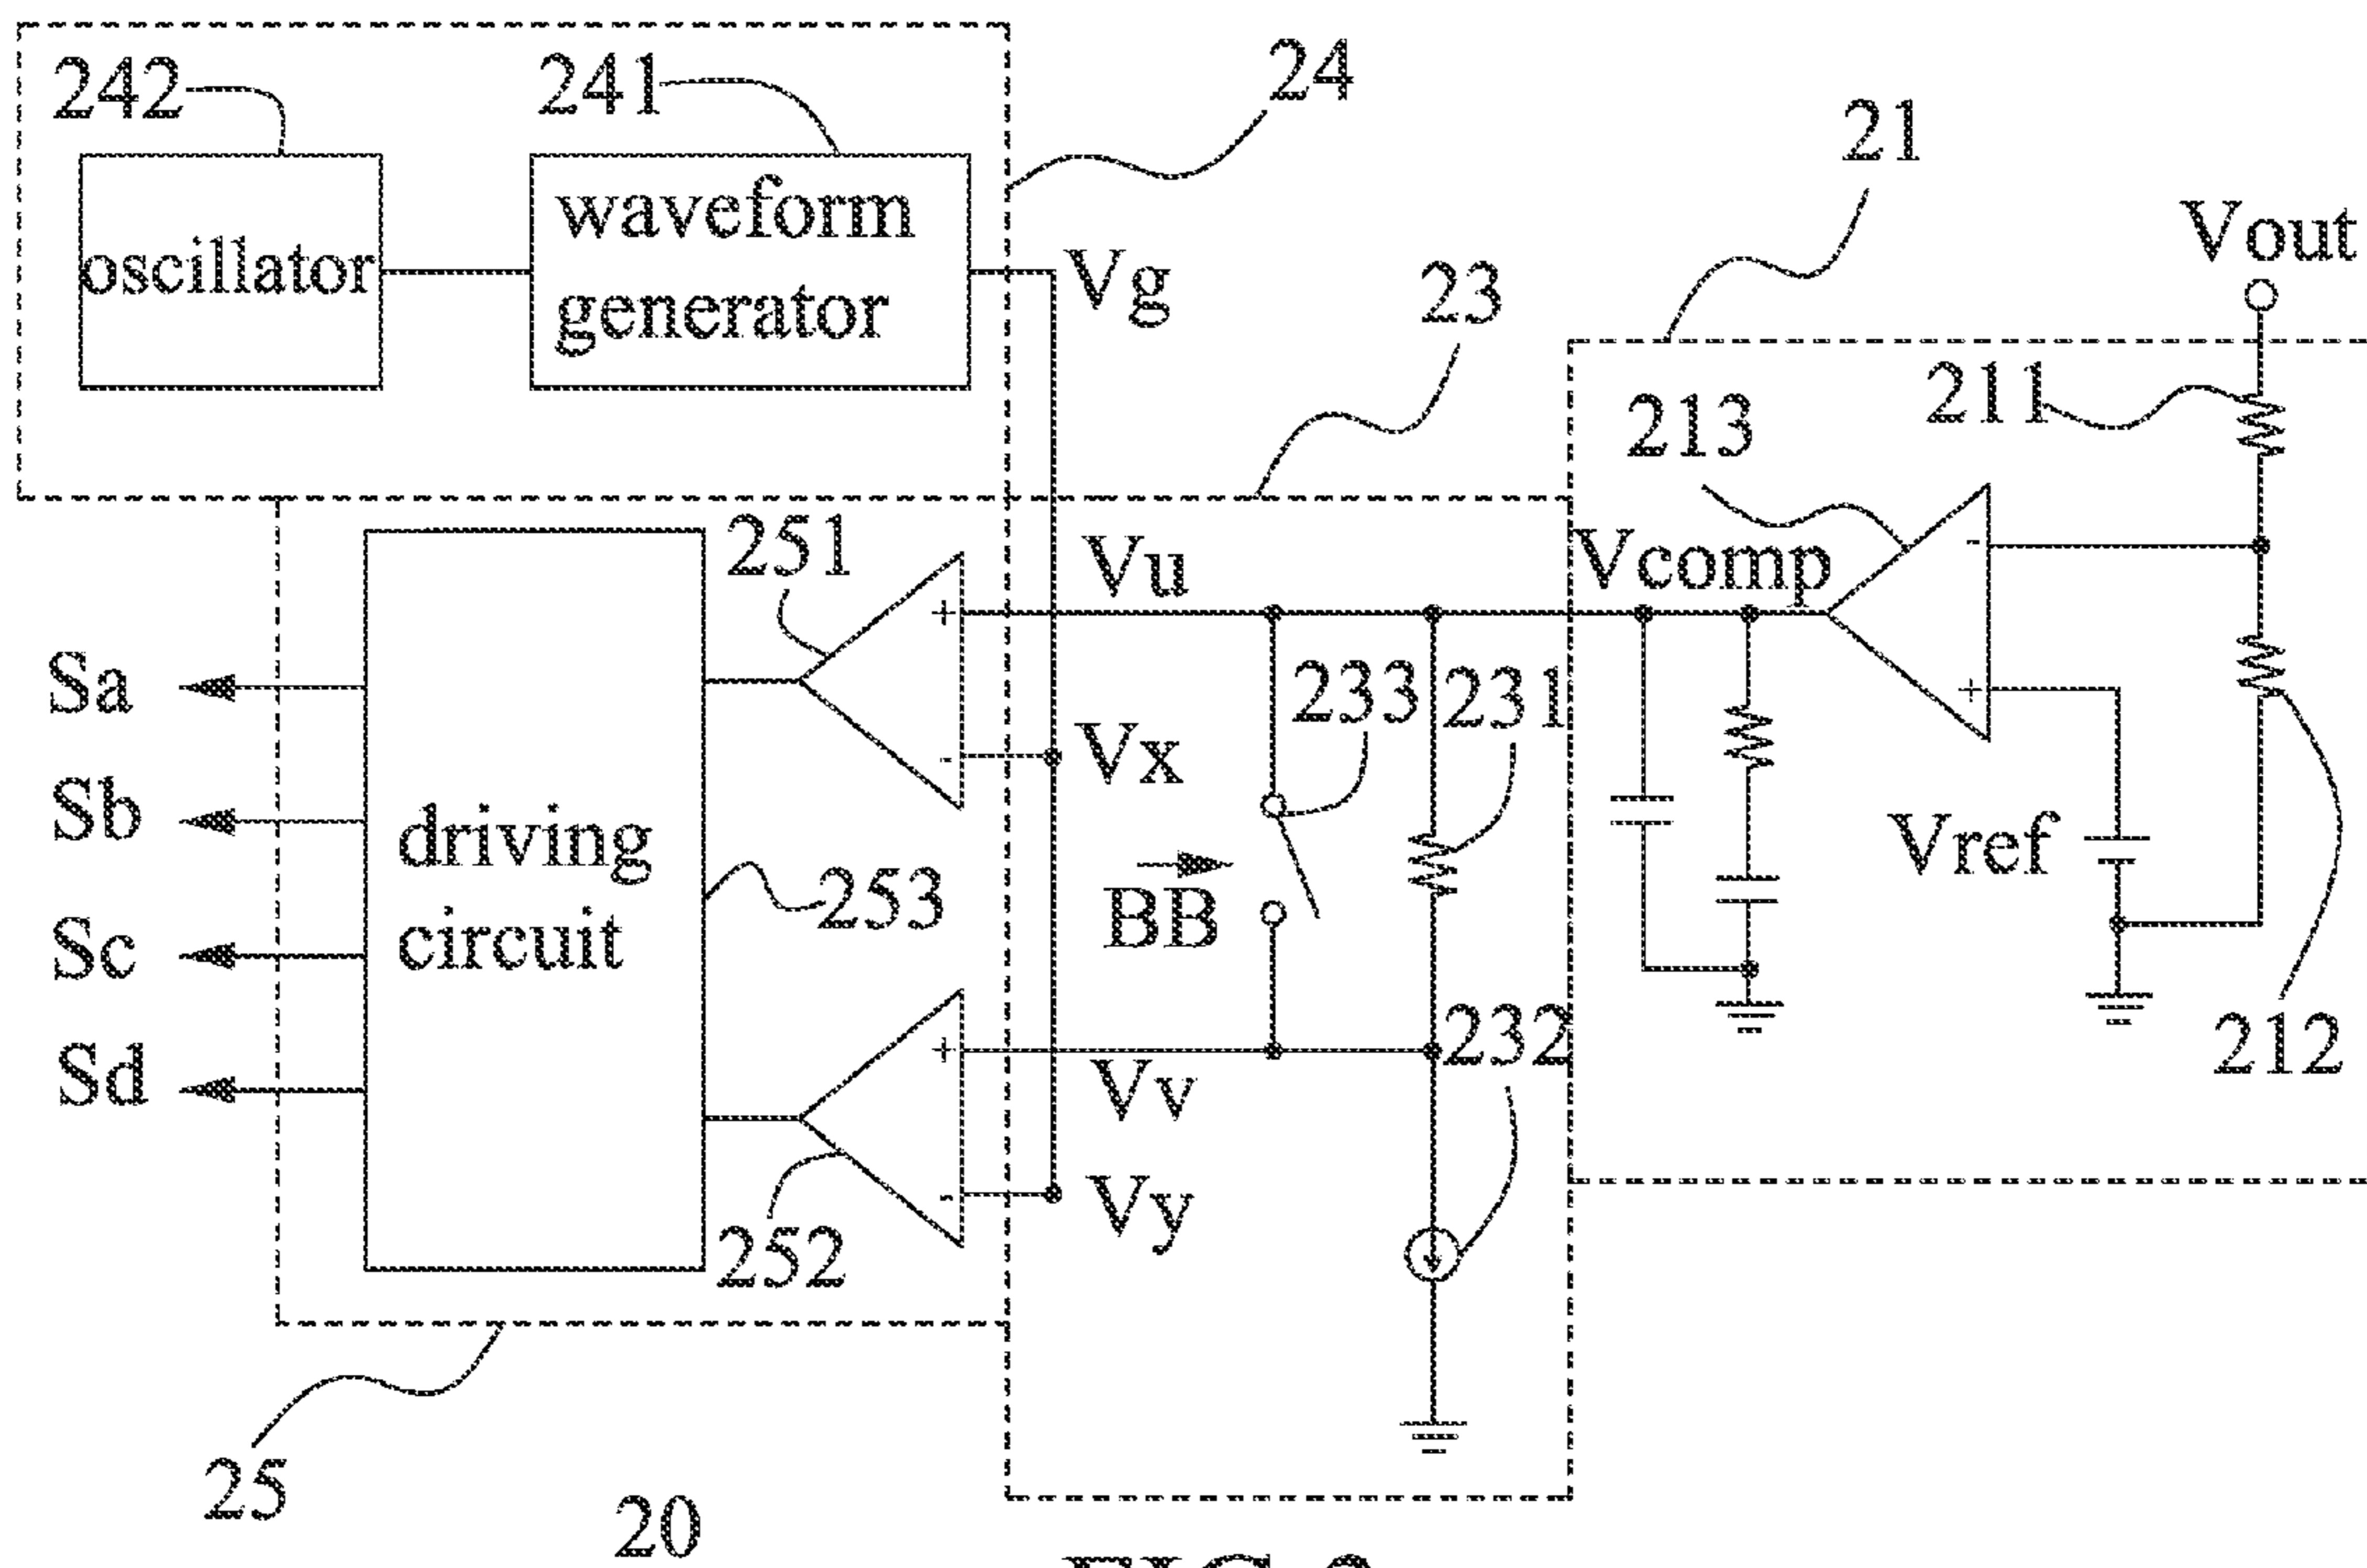 242
241
24
21
oscillator
waveform
generator
Vg
23
Vout
211
213
251
Vu
Vcomp
Sa
233
231
Vx
Sb
driving
circuit
253
BB
Vref
Sc
232
212
Sd
Vv
Vy
252
25
20